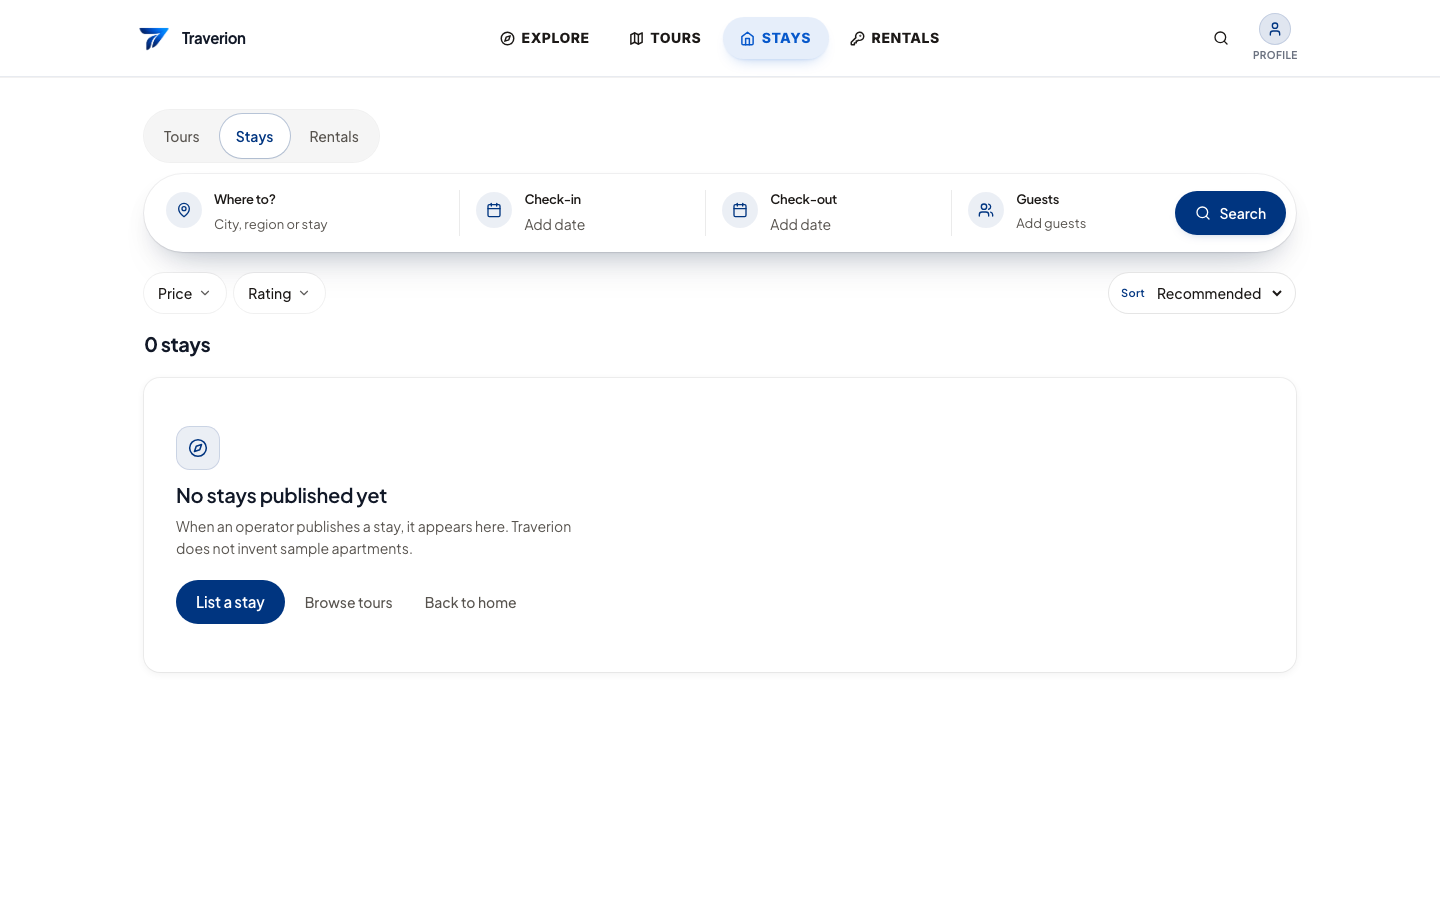 Traverion
EXPLORE
TOURS
STAYS
RENTALS
PROFILE
Tours
Stays
Rentals
Where to?
City, region or stay
Check-in
Add date
Check-out
Add date
Guests
Add guests
Search
Price
Rating
Sort
Recommended
0 stays
No stays published yet
When an operator publishes a stay, it appears here. Traverion
does not invent sample apartments.
List a stay
Browse tours
Back to home